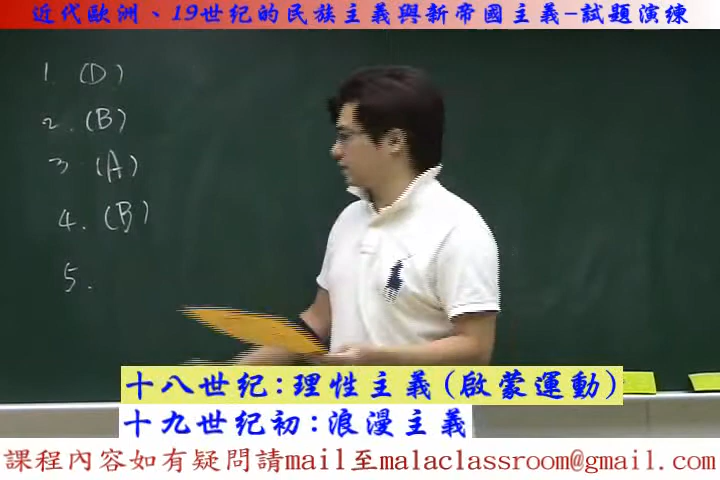 近代歐洲、19世紀的民族主義與新帝國主義-試題演練
1. (D)
2. (B)
3 (A)
4. (B)
5.
十八世紀:理性主義(啟蒙運動)
十九世紀初:浪漫主義
課程內容如有疑問請mail至malaclassroom@gmail.com